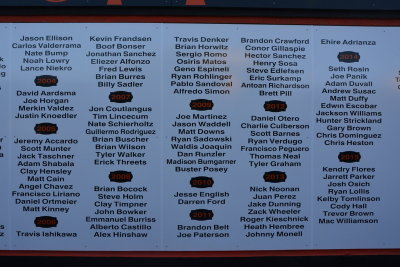 Jason Ellison
Carlos Valderrama
Nate Bump
Noah Lowry
Lance Niekro
2004
David Aardsma
Joe Horgan
Merkin Valdez
Justin Knoedler
2005
Jeremy Accardo
Scott Munter
Jack Taschner
Adam Shabala
Clay Hensley
Matt Cain
Angel Chavez
Francisco Liriano
Daniel Ortmeier
Matt Kinney
2006
Travis Ishikawa
Kevin Frandsen
Boof Bonser
Jonathan Sanchez
Eliezer Alfonzo
Fred Lewis
Brian Burres
Billy Sadler
2007
Jon Coutlangus
Tim Lincecum
Nate Schierholtz
Guillermo Rodriguez
Brian Buscher
Brian Wilson
Tyler Walker
Erick Threets
2008
Brian Bocock
Steve Holm
Clay Timpner
John Bowker
Emmanuel Burriss
Alberto Castillo
Alex Hinshaw
Travis Denker
Brian Horwitz
Sergio Romo
Osiris Matos
Geno Espineli
Ryan Rohlinger
Pablo Sandoval
Alfredo Simon
2009
Joe Martinez
Jason Waddell
Matt Downs
Ryan Sadowski
Waldis Joaquin
Dan Runzler
Madison Bumgarner
Buster Posey
2010
Jesse English
Darren Ford
2011
Brandon Belt
Joe Paterson
Brandon Crawford
Conor Gillaspie
Hector Sanchez
Henry Sosa
Steve Edlefsen
Eric Surkamp
Antoan Richardson
Brett Pill
2012
Daniel Otero
Charlie Culberson
Scott Barnes
Ryan Verdugo
Francisco Peguero
Thomas Neal
Tyler Graham
2013
Nick Noonan
Juan Perez
Jake Dunning
Zack Wheeler
Roger Kieschnick
Heath Hembree
Johnny Monell
Ehire Adrianza
2014
Seth Rosin
Joe Panik
Adam Duvall
Andrew Susac
Matt Duffy
Edwin Escobar
Jackson Williams
Hunter Strickland
Gary Brown
Chris Dominguez
Chris Heston
2015
Kendry Flores
Jarrett Parker
Josh Osich
Ryan Lollis
Kelby Tomlinson
Cody Hall
Trevor Brown
Mac Williamson